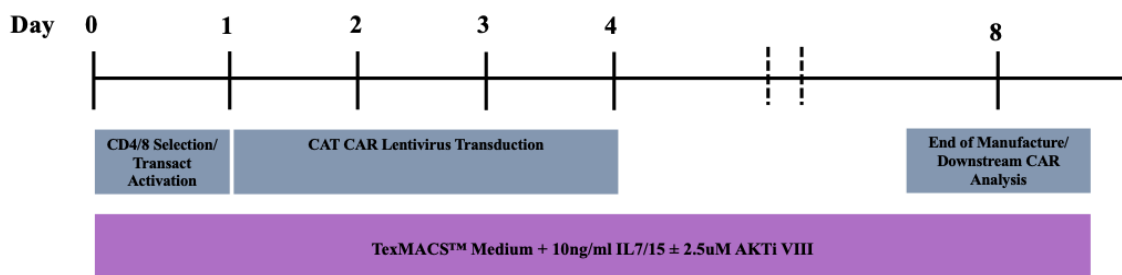 Day 0 1 2 3 4 8
CD4/8 Selection/
Transact
Activation
CAT CAR Lentivirus Transduction
End of Manufacture/
Downstream CAR
Analysis
TexMACS™ Medium + 10ng/ml IL7/15 ± 2.5uM AKTi VIII